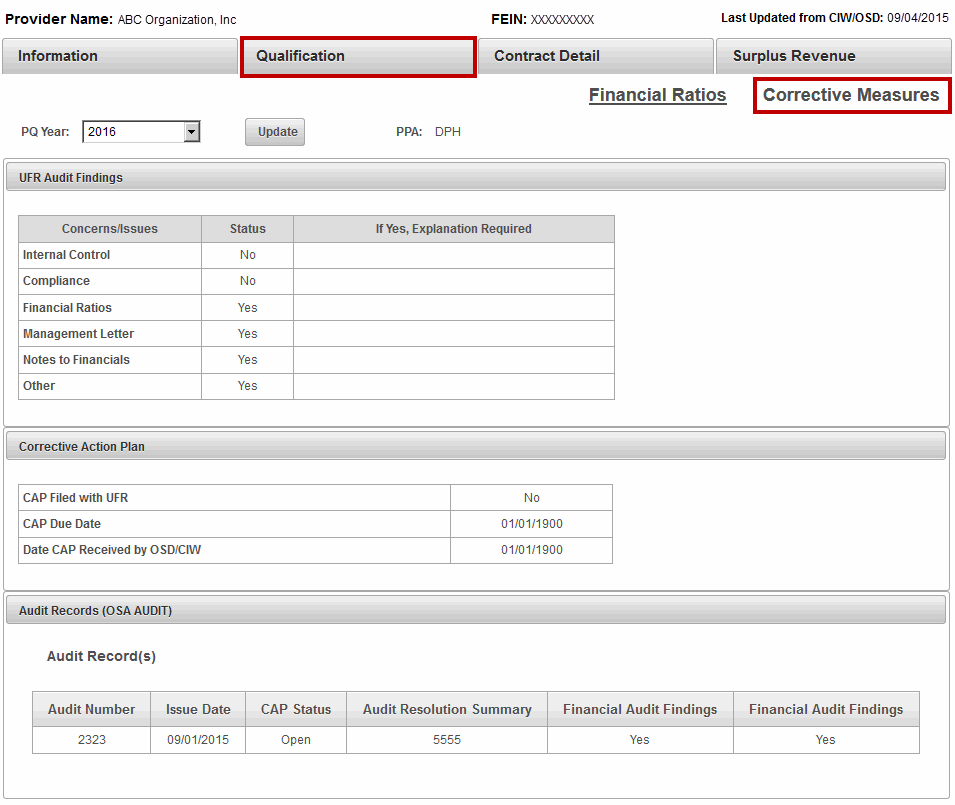 Provider Name: ABC Organization, Inc FEIN: XXXXXXXXX Last Updated from CIW/OSD: 09/04/2015
Information Qualification Contract Detail Surplus Revenue
Financial Ratios Corrective Measures
PQ Year: 2016 Update PPA: DPH
UFR Audit Findings
Concerns/Issues Status If Yes, Explanation Required
Internal Control No
Compliance No
Financial Ratios Yes
Management Letter Yes
Notes to Financials Yes
Other Yes
Corrective Action Plan
CAP Filed with UFR No
CAP Due Date 01/01/1900
Date CAP Received by OSD/CIW 01/01/1900
Audit Records (OSA AUDIT)
Audit Record(s)
Audit Number Issue Date CAP Status Audit Resolution Summary Financial Audit Findings Financial Audit Findings
2323 09/01/2015 Open 5555 Yes Yes